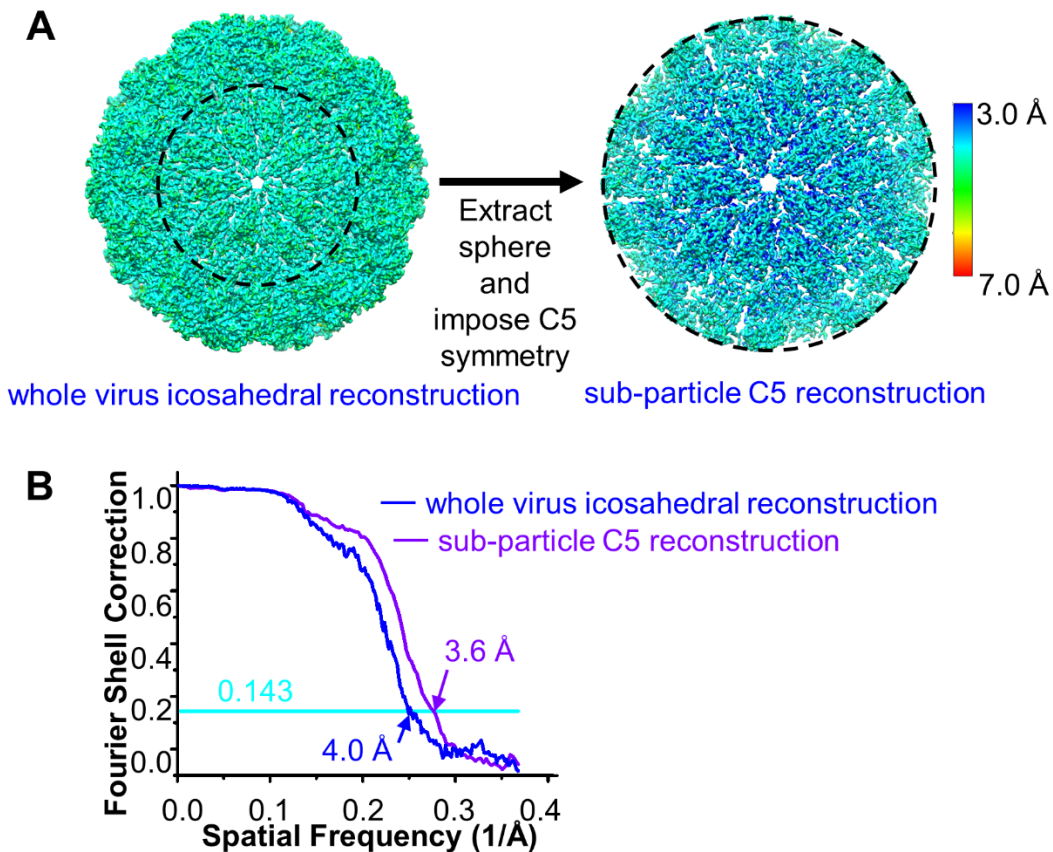 A
Extract
sphere
and
impose C5
symmetry
3.0 Å
7.0 Å
whole virus icosahedral reconstruction
sub-particle C5 reconstruction
B
Fourier Shell Correction
1.0
0.8
0.6
0.4
0.2
0.0
whole virus icosahedral reconstruction
sub-particle C5 reconstruction
3.6 Å
0.143
4.0 Å
0.0
0.1
0.2
0.3
0.4
Spatial Frequency (1/Å)